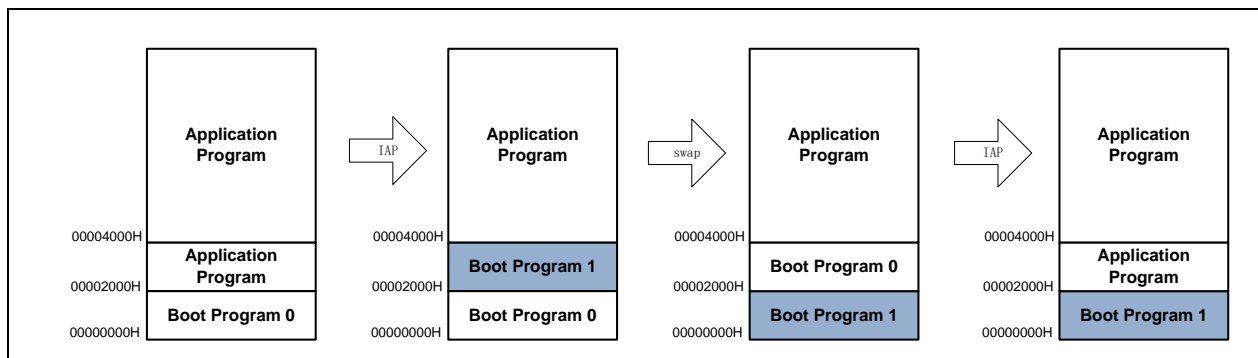 Application
Program
00004000H
Application
Program
00002000H
Boot Program 0
00000000H
IAP
Application
Program
00004000H
Boot Program 1
00002000H
Boot Program 0
00000000H
swap
Application
Program
00004000H
Boot Program 0
00002000H
Boot Program 1
00000000H
IAP
Application
Program
00004000H
Application
Program
00002000H
Boot Program 1
00000000H